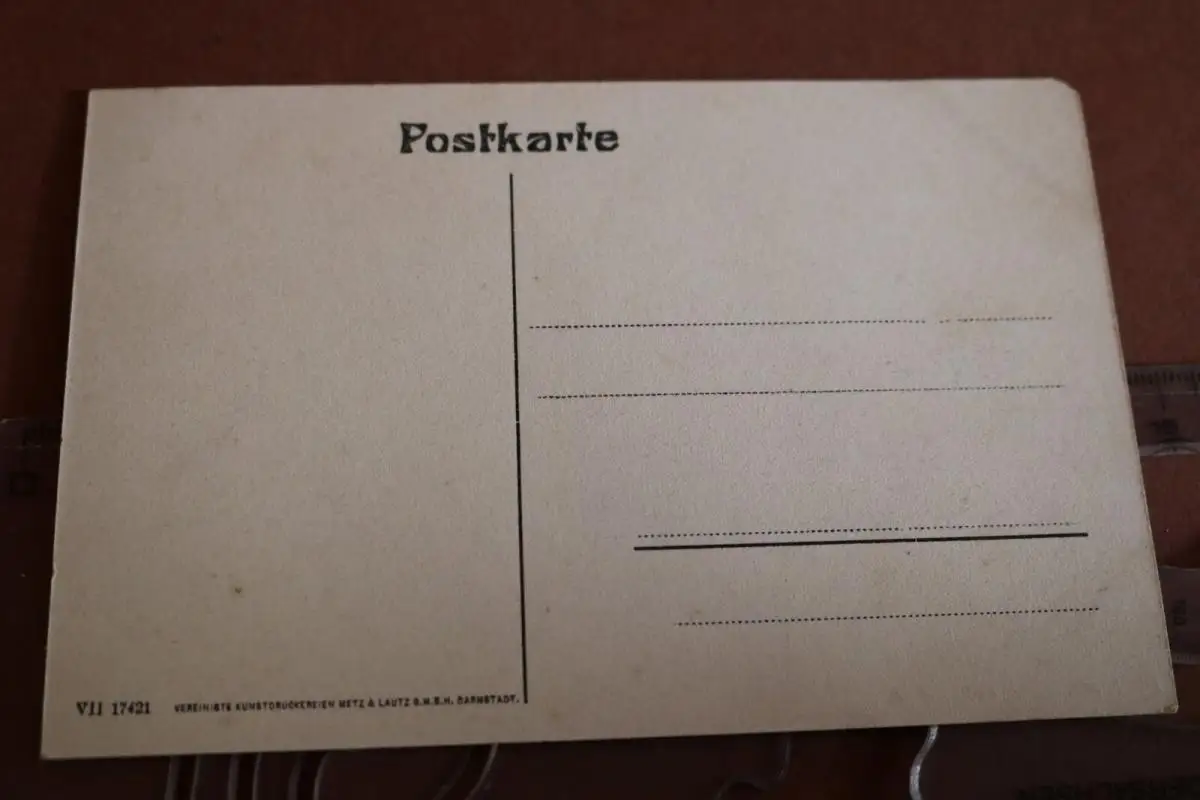 Postkarte
VII 17421 VEREINIGTE KUNSTDRUCKEREIEN METZ & LAUTZ G.M.B.H. DARMSTADT.